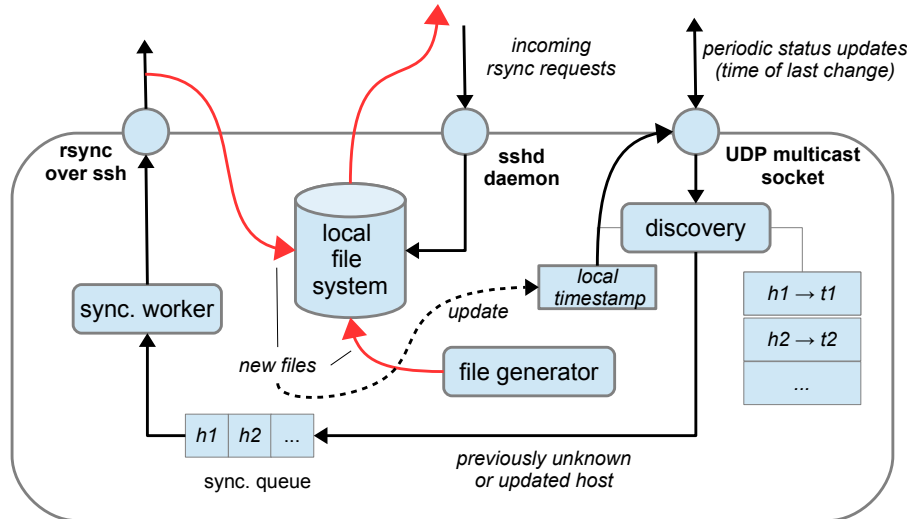 incoming
rsync requests
periodic status updates
(time of last change)
rsync
over ssh
sshd
daemon
UDP multicast
socket
local
file
system
discovery
local
timestamp
h1 → t1
h2 → t2
...
sync. worker
update
new files
file generator
h1 h2 ...
sync. queue
previously unknown
or updated host